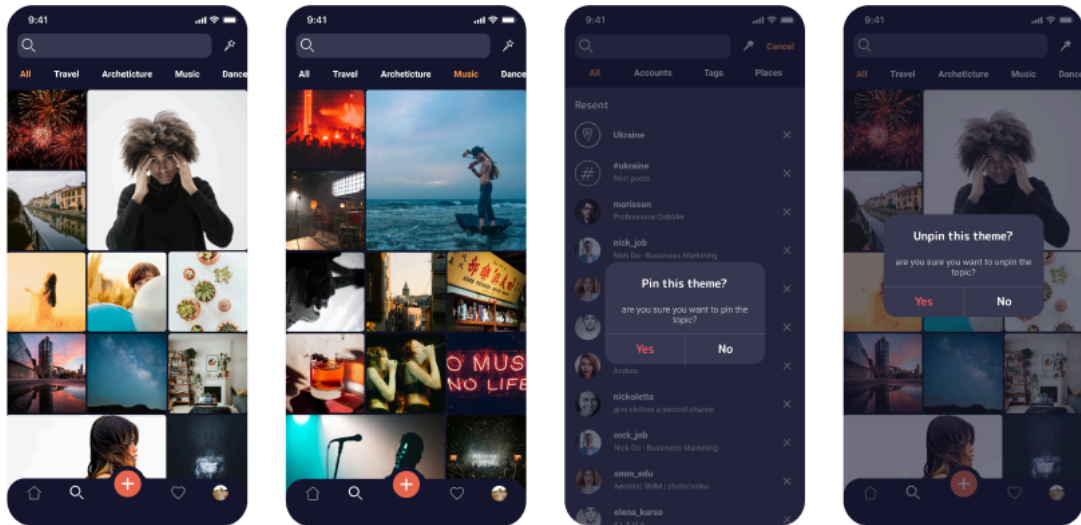 9:41
All Travel Archeticture Music Dance
9:41
All Travel Archeticture Music Dance
O MUS
NO LIFE
9:41
Cancel
All Accounts Tags Places
Resent
Ukraine
#ukraine
96m posts
morisson
Professional Dabbler
nick_job
Nick Do - Bussiness Marketing
Pin this theme?
are you sure you want to pin the
topic?
Yes No
Andrea
nickoletta
give clothes a second chance
nick_job
Nick Do - Bussiness Marketing
smm_edu
Aestetic SMM | photo/video
elena_kurso
9:41
All Travel Archeticture Music Dance
Unpin this theme?
are you sure you want to unpin the
topic?
Yes No